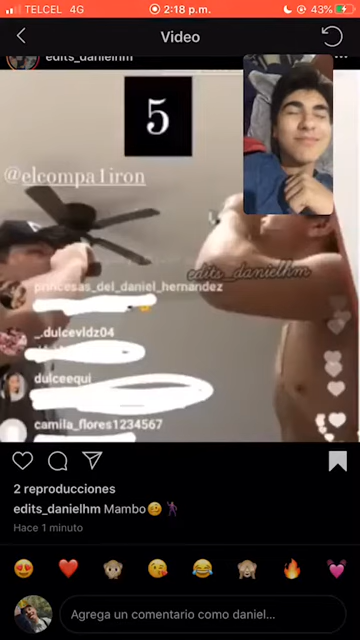 TELCEL 4G
2:18 p.m.
43%
Video
edits_danielhm
5
@elcompa1iron
edits_danielhm
princesas_del_daniel_hernandez
_.dulcevldz04
dulceequi
camila_flores1234567
2 reproducciones
edits_danielhm Mambo
Hace 1 minuto
Agrega un comentario como daniel...